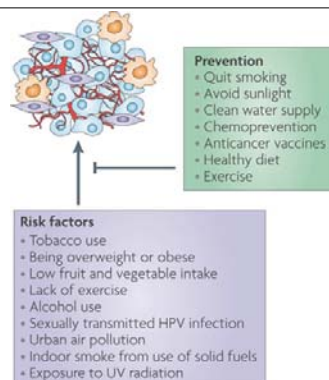 Prevention
• Quit smoking
• Avoid sunlight
• Clean water supply
• Chemoprevention
• Anticancer vaccines
• Healthy diet
• Exercise
Risk factors
• Tobacco use
• Being overweight or obese
• Low fruit and vegetable intake
• Lack of exercise
• Alcohol use
• Sexually transmitted HPV infection
• Urban air pollution
• Indoor smoke from use of solid fuels
• Exposure to UV radiation